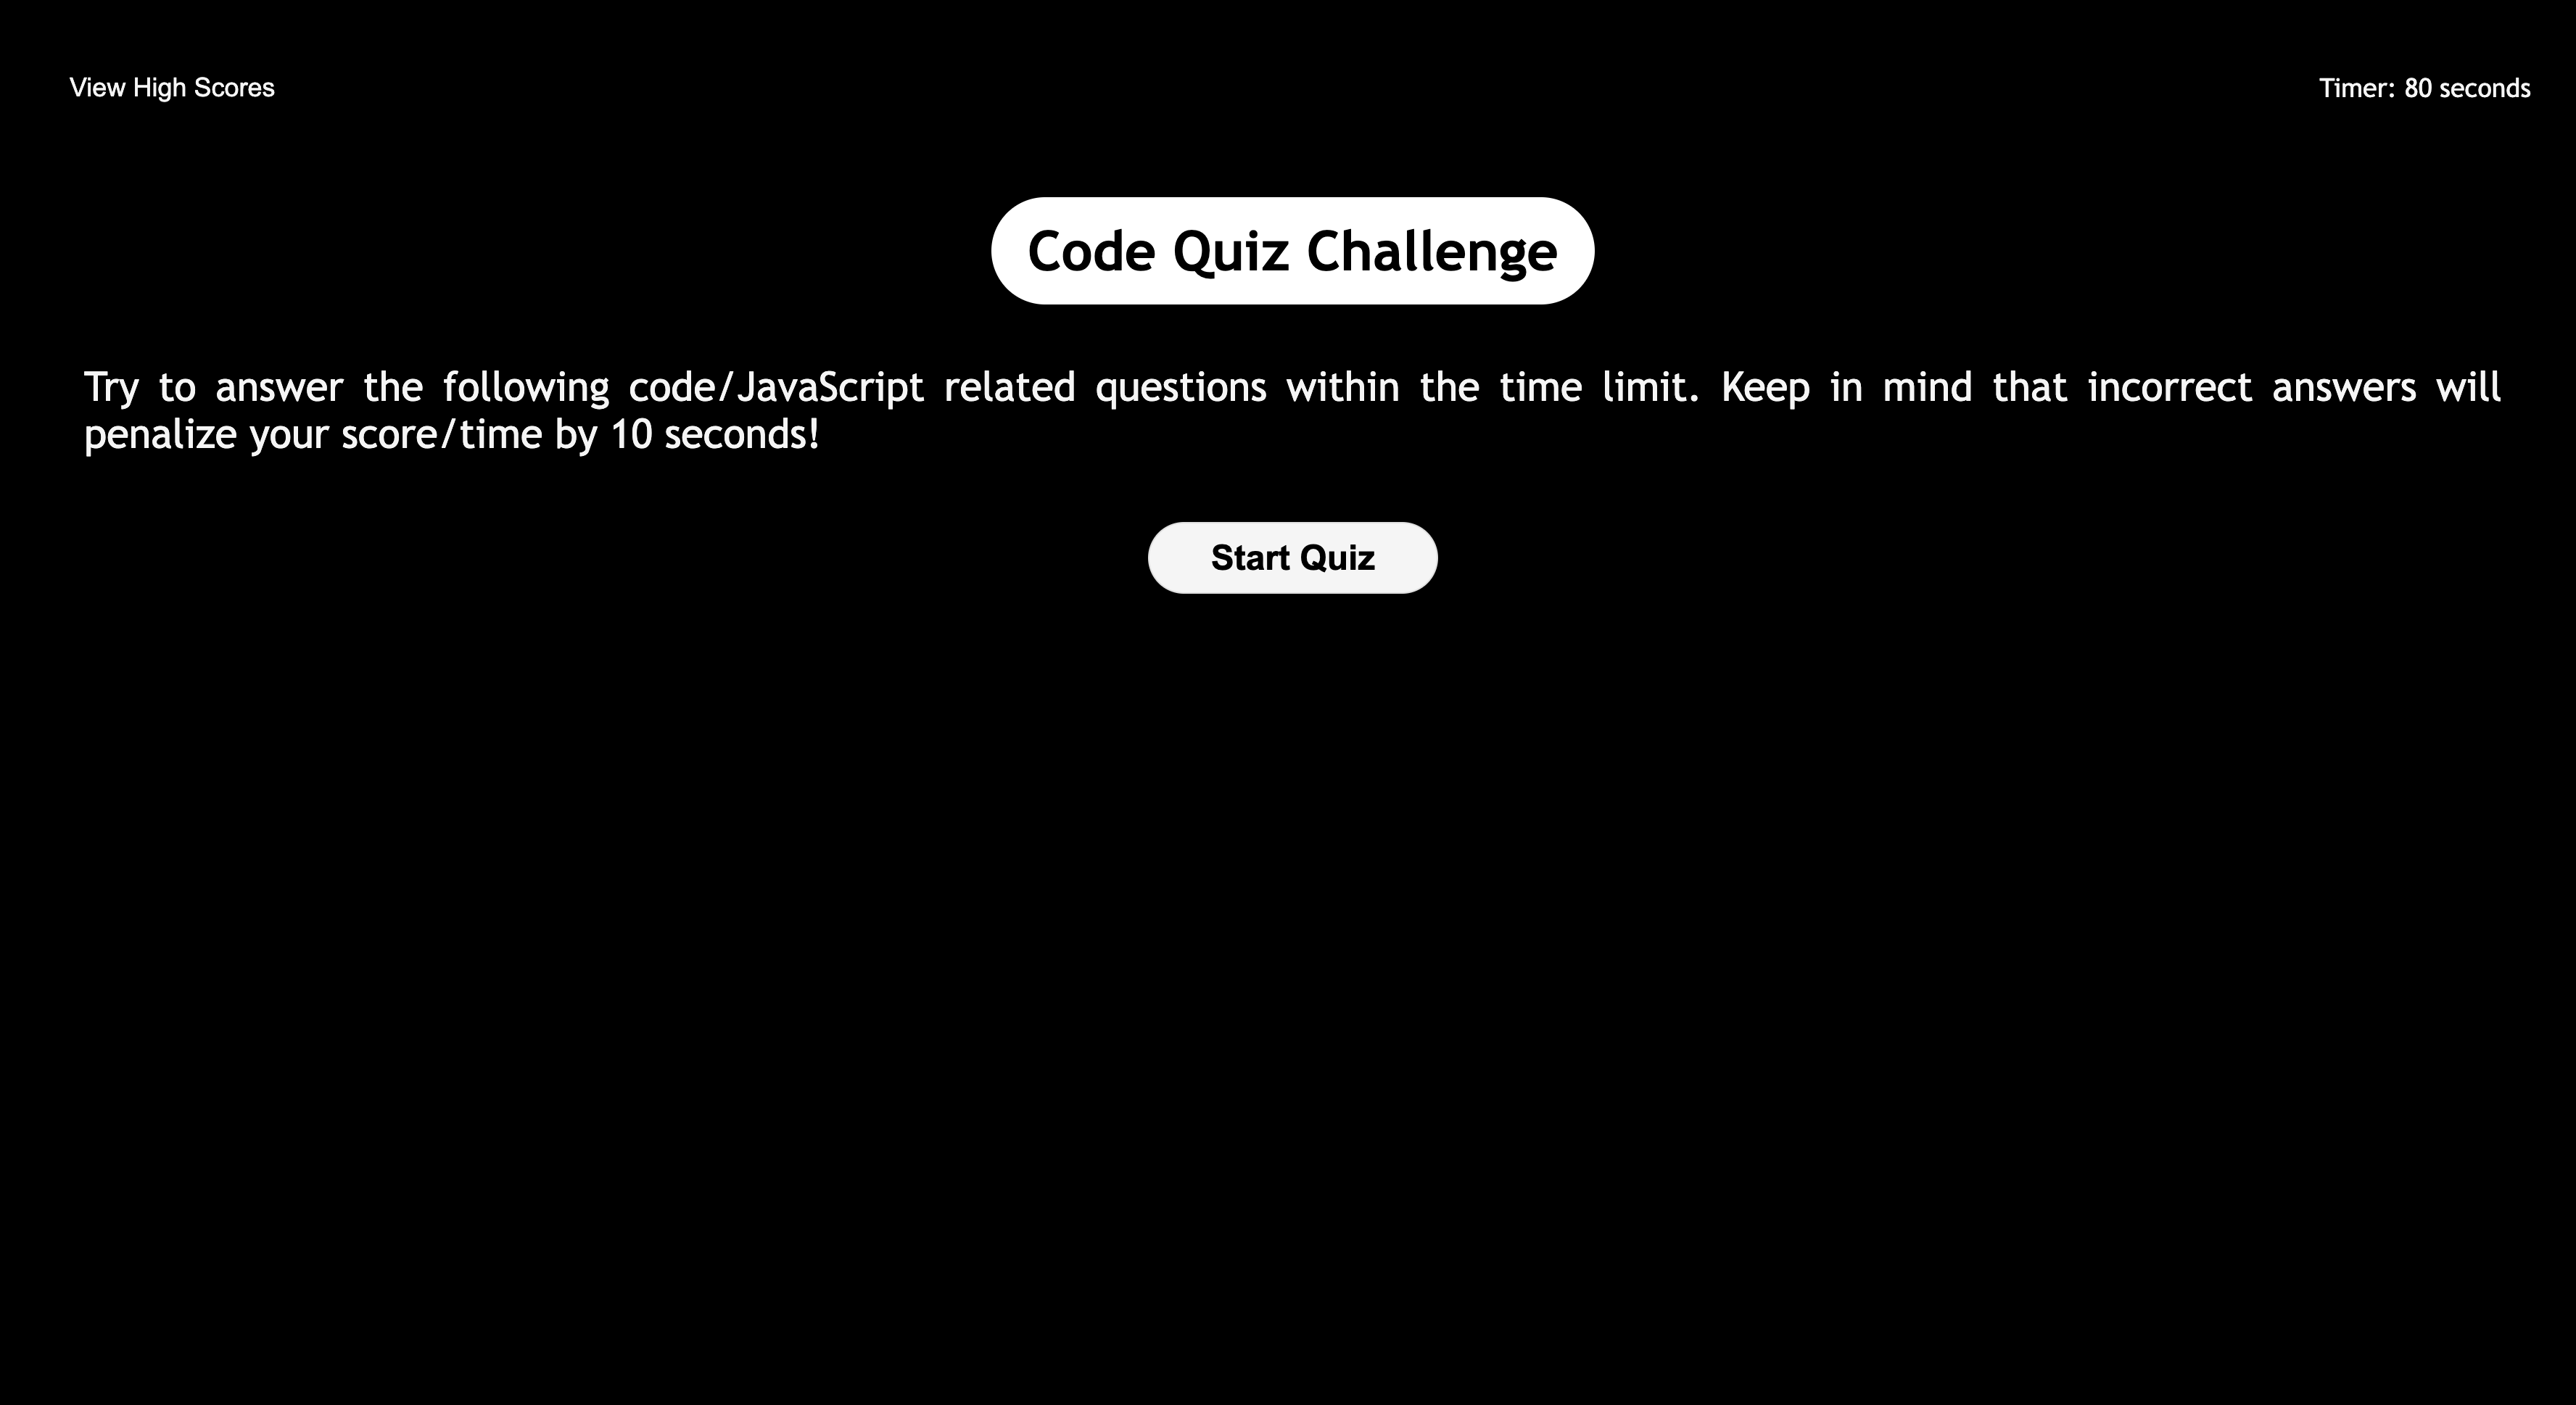 View High Scores
Timer: 80 seconds
Code Quiz Challenge
Try to answer the following code/JavaScript related questions within the time limit. Keep in mind that incorrect answers will
penalize your score/time by 10 seconds!
Start Quiz